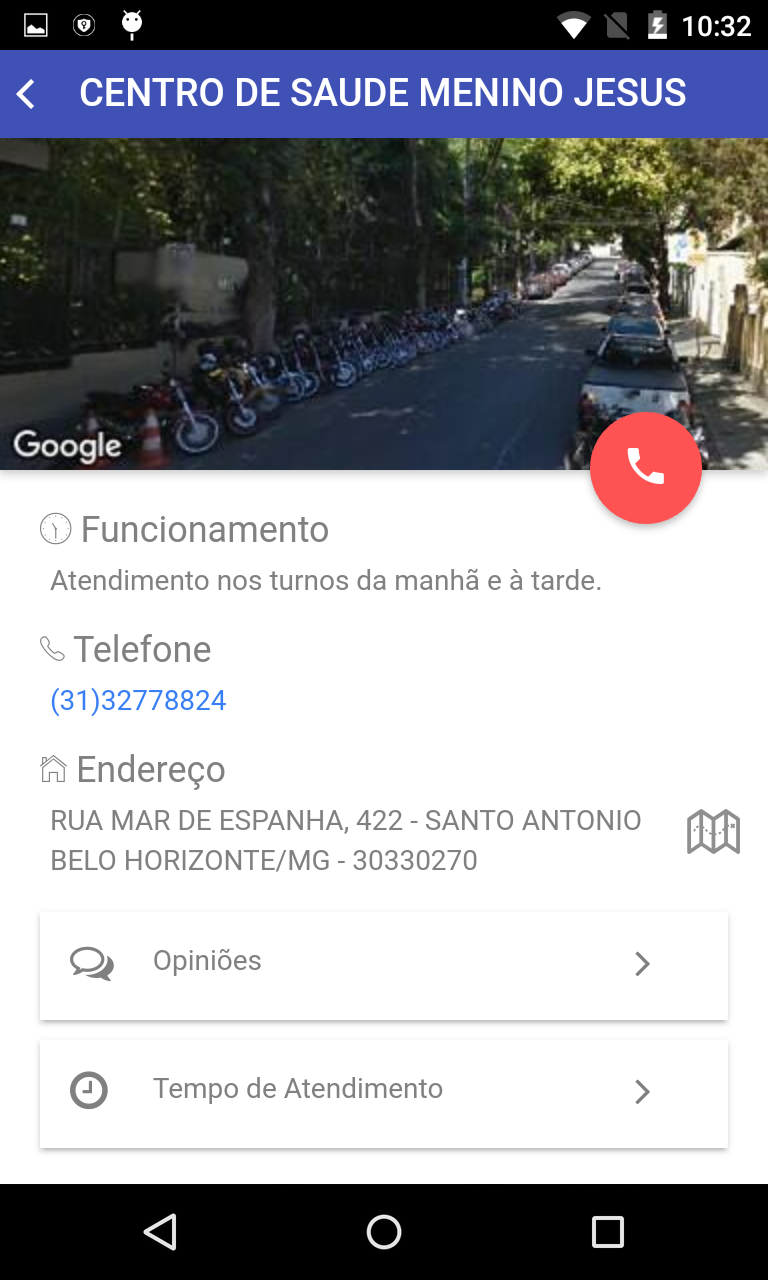 10:32
CENTRO DE SAUDE MENINO JESUS
Google
Funcionamento
Atendimento nos turnos da manhã e à tarde.
Telefone
(31)32778824
Endereço
RUA MAR DE ESPANHA, 422 - SANTO ANTONIO
BELO HORIZONTE/MG - 30330270
Opiniões
Tempo de Atendimento